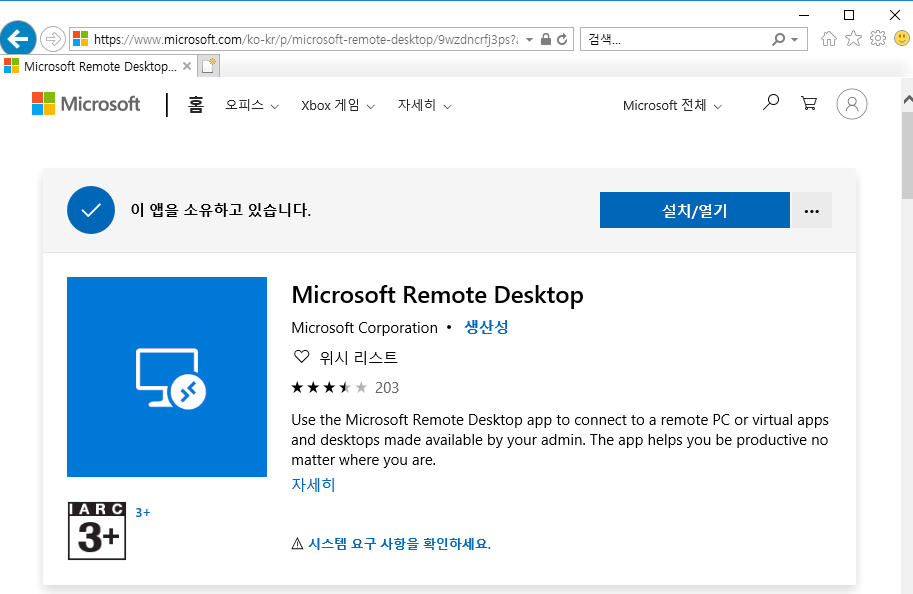 https://www.microsoft.com/ko-kr/p/microsoft-remote-desktop/9wzdncrfj3ps?
검색...
Microsoft Remote Desktop...
Microsoft 홈 오피스 Xbox 게임 자세히 Microsoft 전체
이 앱을 소유하고 있습니다. 설치/열기 ...
Microsoft Remote Desktop
Microsoft Corporation • 생산성
위시 리스트
203
Use the Microsoft Remote Desktop app to connect to a remote PC or virtual apps
and desktops made available by your admin. The app helps you be productive no
matter where you are.
자세히
IARC
3+
3+
시스템 요구 사항을 확인하세요.